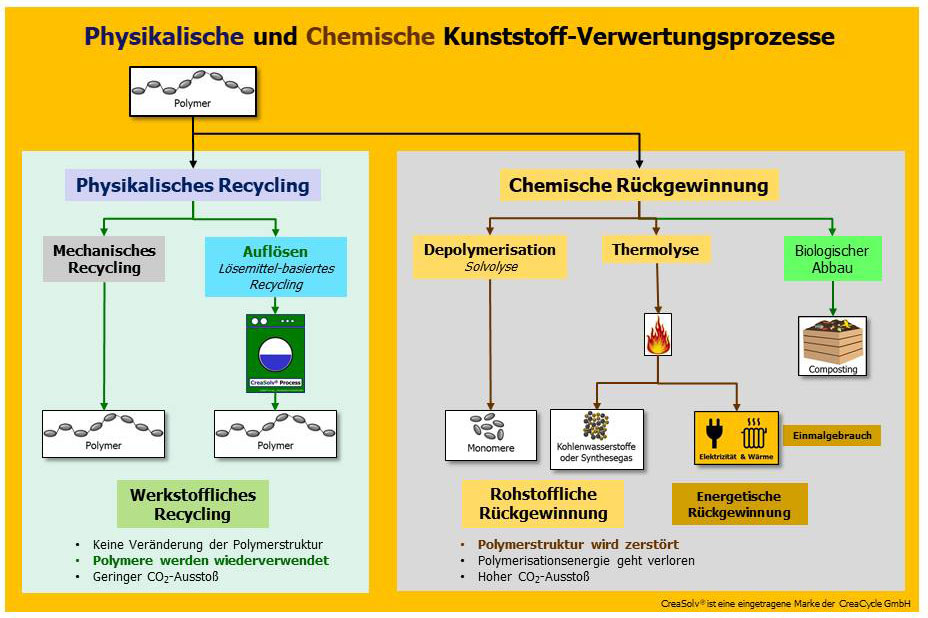 Physikalische und Chemische Kunststoff-Verwertungsprozesse
Polymer
Physikalisches Recycling
Mechanisches
Recycling
Auflösen
Lösemittel-basiertes
Recycling
CreaSolv® Process
Polymer
Polymer
Werkstoffliches
Recycling
• Keine Veränderung der Polymerstruktur
• Polymere werden wiederverwendet
• Geringer CO₂-Ausstoß
Chemische Rückgewinnung
Depolymerisation
Solvolyse
Thermolyse
Biologischer
Abbau
Composting
Monomere
Kohlenwasserstoffe
oder Synthesegas
Elektrizität & Wärme
Einmalgebrauch
Rohstoffliche
Rückgewinnung
Energetische
Rückgewinnung
• Polymerstruktur wird zerstört
• Polymerisationsenergie geht verloren
• Hoher CO₂-Ausstoß
CreaSolv® ist eine eingetragene Marke der CreaCycle GmbH